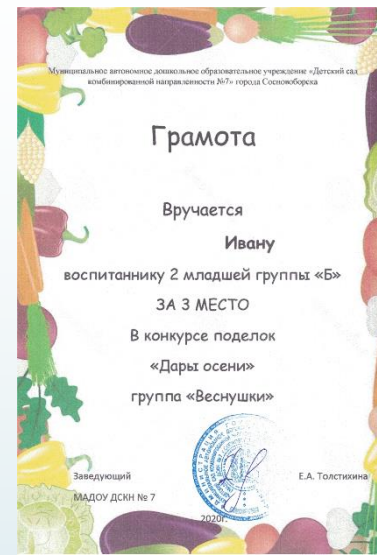 Муниципальное автономное дошкольное образовательное учреждение «Детский сад
комбинированной направленности №7» города Сосновоборска
Грамота
Вручается
Ивану
воспитаннику 2 младшей группы «Б»
ЗА 3 МЕСТО
В конкурсе поделок
«Дары осени»
группа «Веснушки»
Заведующий
Е.А. Толстихина
МАДОУ ДСКН № 7
2020г.